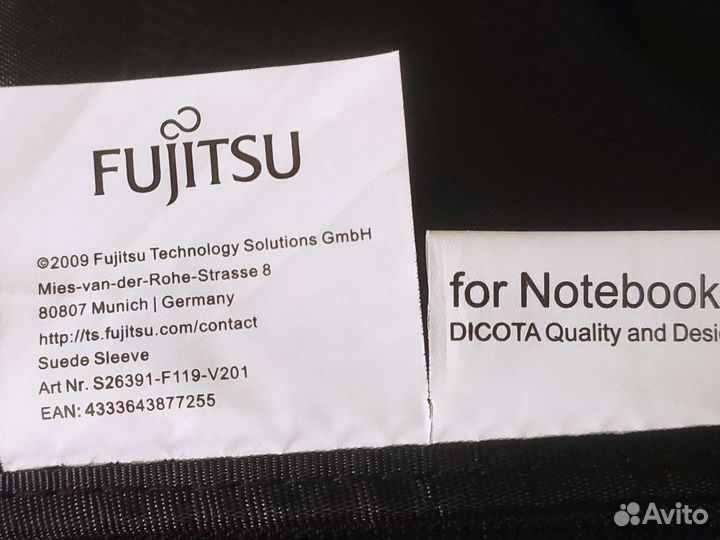 FUJITSU
©2009 Fujitsu Technology Solutions GmbH
Mies-van-der-Rohe-Strasse 8
80807 Munich | Germany
http://ts.fujitsu.com/contact
Suede Sleeve
Art Nr. S26391-F119-V201
EAN: 4333643877255
for Notebook
DICOTA Quality and Desi
Avito